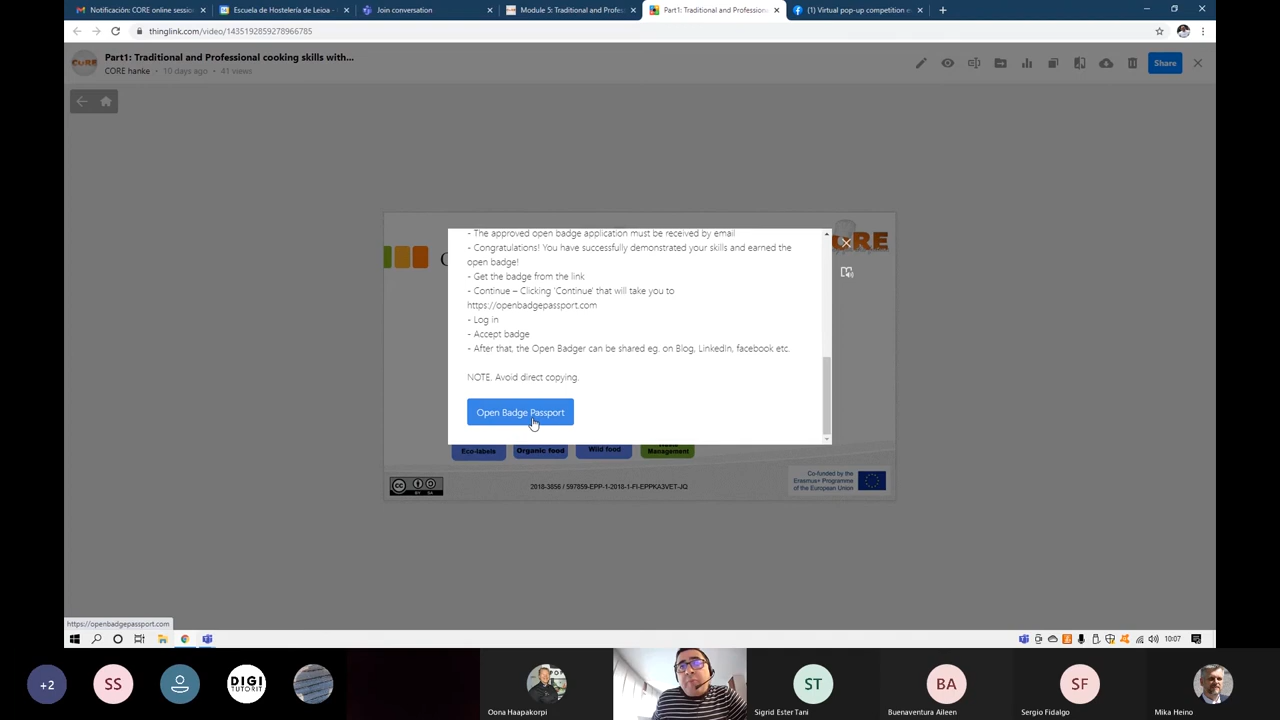 Notificación: CORE online sessio
Escuela de Hostelería de Leioa -
Join conversation
Module 5: Traditional and Profes
Part1: Traditional and Profession
(1) Virtual pop-up competition e
thinglink.com/video/1435192859278966785
CORE
Part1: Traditional and Professional cooking skills with...
CORE hanke • 10 days ago • 41 views
Share
- The approved open badge application must be received by email
- Congratulations! You have successfully demonstrated your skills and earned the
open badge!
- Get the badge from the link
- Continue – Clicking 'Continue' that will take you to
https://openbadgepassport.com
- Log in
- Accept badge
- After that, the Open Badger can be shared eg. on Blog, LinkedIn, facebook etc.
NOTE. Avoid direct copying.
Open Badge Passport
Eco-labels
Organic food
Wild food
Management
CC BY SA
2018-3856 / 597859-EPP-1-2018-1-FI-EPPKA3VET-JQ
Co-funded by the
Erasmus+ Programme
of the European Union
https://openbadgepassport.com
10:07
+2
SS
DIGI
TUTORIT
Oona Haapakorpi
ST
Sigrid Ester Tani
BA
Buenaventura Aileen
SF
Sergio Fidalgo
Mika Heino